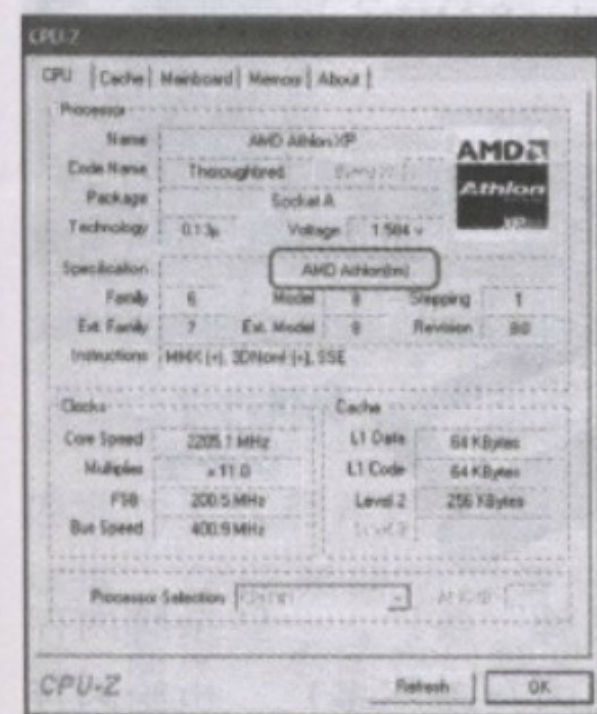 CPU-Z
CPU Cache Mainboard Memory About
Processor
Name AMD Athlon XP
AMD
Athlon
XP
Code Name Thoroughbred
Package Socket A
Technology 0.13µ Voltage 1.584 v
Specification AMD Athlon(tm)
Family 6 Model 8 Stepping 1
Ext. Family 7 Ext. Model 8 Revision B0
Instructions MMX (+), 3DNow! (+), SSE
Clocks
Core Speed 2205.1 MHz
Multiplier x 11.0
FSB 200.5 MHz
Bus Speed 400.9 MHz
Cache
L1 Data 64 KBytes
L1 Code 64 KBytes
Level 2 256 KBytes
Processor Selection
CPU-Z
Refresh OK